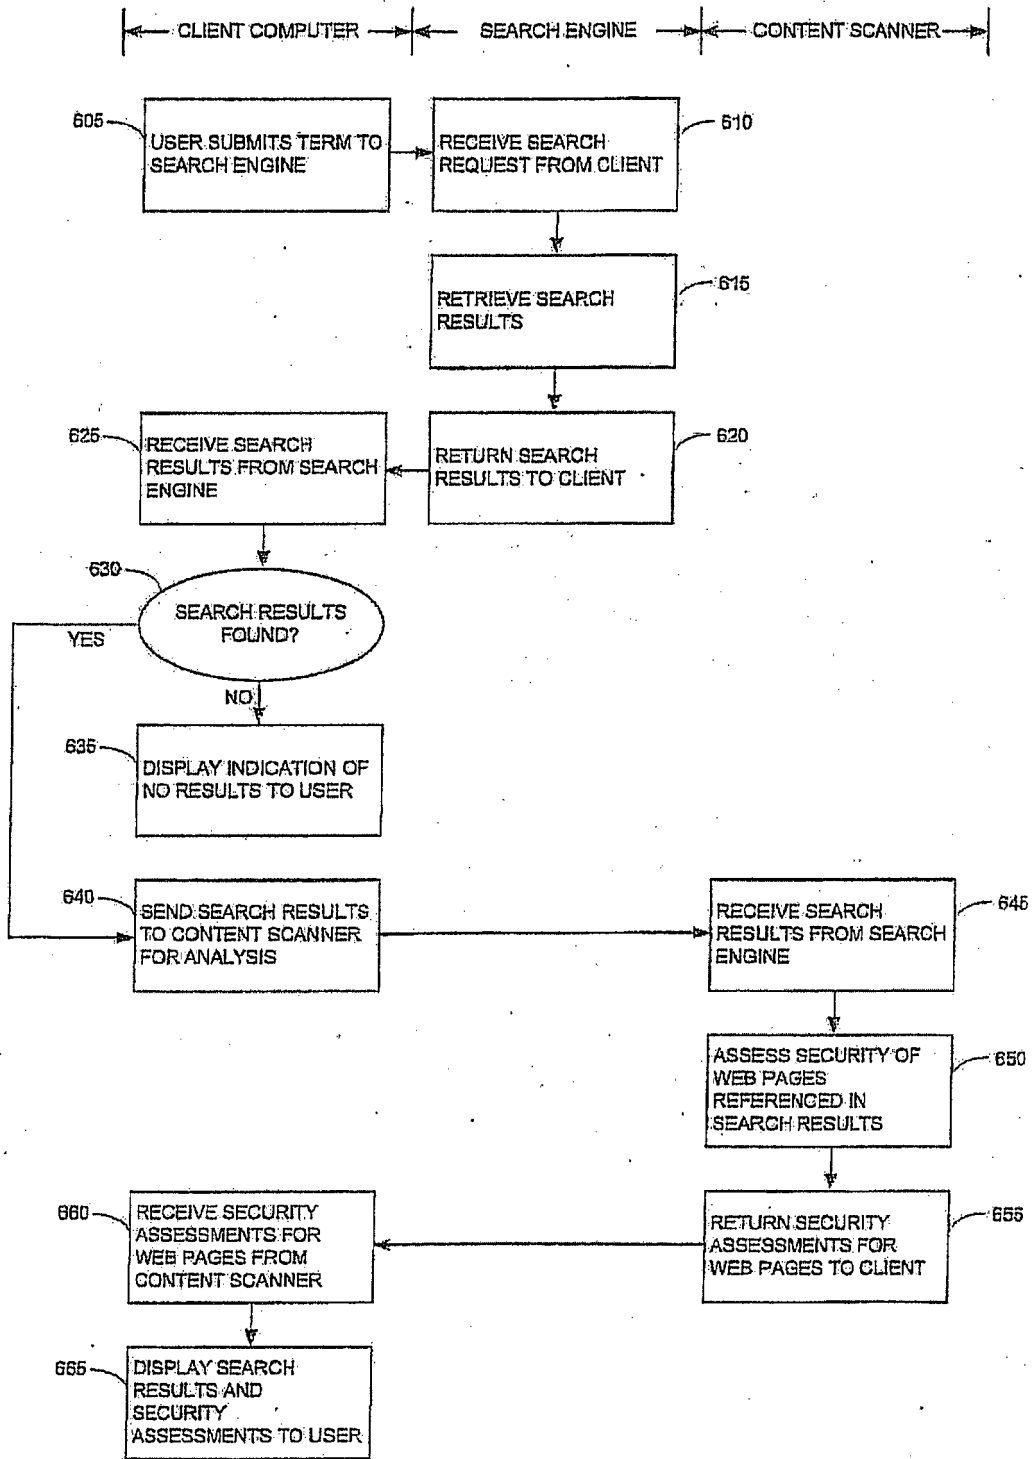 CLIENT COMPUTER
SEARCH ENGINE
CONTENT SCANNER
605
USER SUBMITS TERM TO
SEARCH ENGINE
RECEIVE SEARCH
REQUEST FROM CLIENT
610
RETRIEVE SEARCH
RESULTS
615
625
RECEIVE SEARCH
RESULTS FROM SEARCH
ENGINE
RETURN SEARCH
RESULTS TO CLIENT
620
630
SEARCH RESULTS
FOUND?
YES
NO
635
DISPLAY INDICATION OF
NO RESULTS TO USER
640
SEND SEARCH RESULTS
TO CONTENT SCANNER
FOR ANALYSIS
RECEIVE SEARCH
RESULTS FROM SEARCH
ENGINE
645
ASSESS SECURITY OF
WEB PAGES
REFERENCED IN
SEARCH RESULTS
650
660
RECEIVE SECURITY
ASSESSMENTS FOR
WEB PAGES FROM
CONTENT SCANNER
RETURN SECURITY
ASSESSMENTS FOR
WEB PAGES TO CLIENT
655
665
DISPLAY SEARCH
RESULTS AND
SECURITY
ASSESSMENTS TO USER